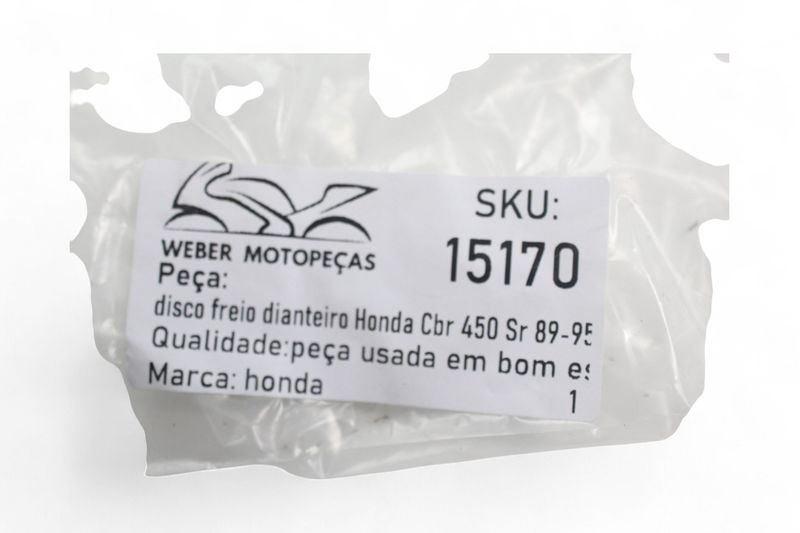 WEBER MOTOPEÇAS
SKU:
15170
Peça:
disco freio dianteiro Honda Cbr 450 Sr 89-95
Qualidade:peça usada em bom es
Marca: honda
1